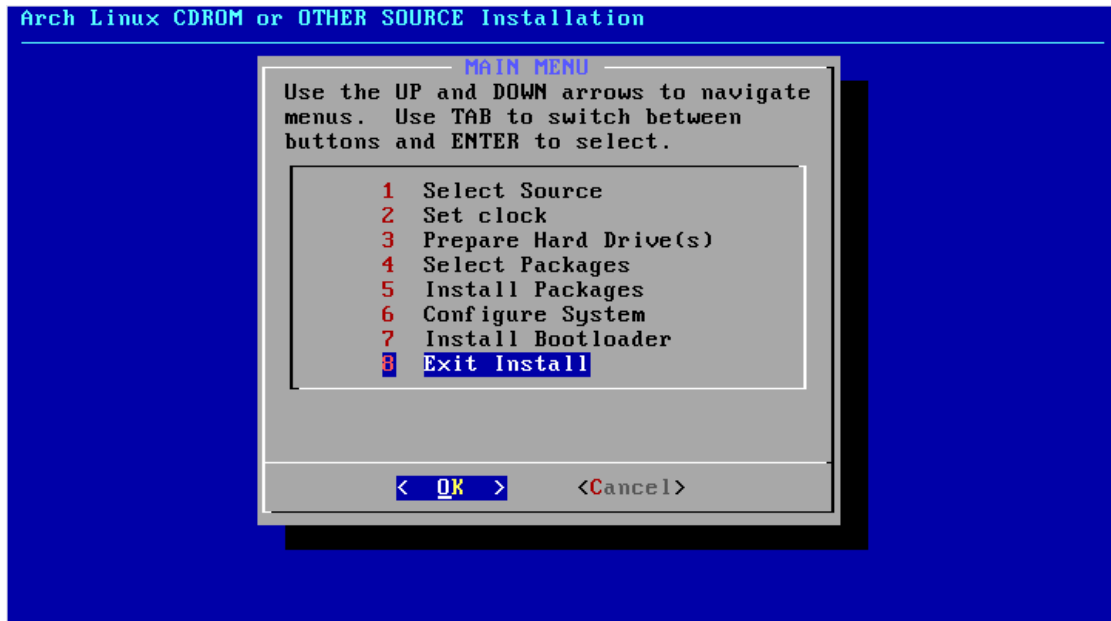 Arch Linux CDROM or OTHER SOURCE Installation
MAIN MENU
Use the UP and DOWN arrows to navigate
menus.  Use TAB to switch between
buttons and ENTER to select.
1  Select Source
2  Set clock
3  Prepare Hard Drive(s)
4  Select Packages
5  Install Packages
6  Configure System
7  Install Bootloader
8  Exit Install
<  OK  >     <Cancel>